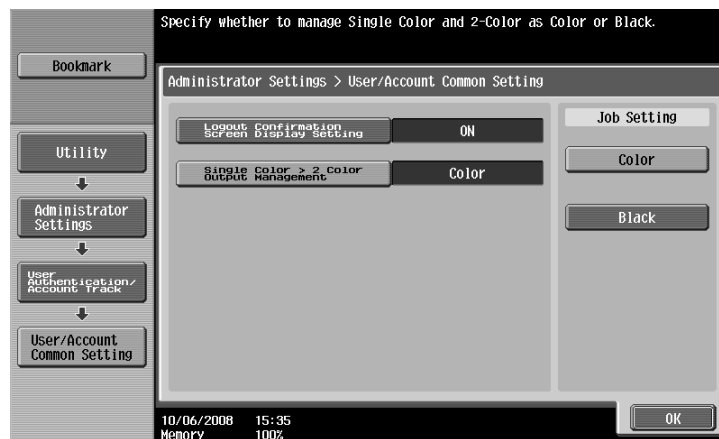 Specify whether to manage Single Color and 2-Color as Color or Black.
Bookmark
Administrator Settings > User/Account Common Setting
Logout Confirmation
Screen Display Setting
ON
Job Setting
Utility
Single Color > 2 Color
Output Management
Color
Color
Administrator
Settings
Black
User
Authentication/
Account Track
User/Account
Common Setting
10/06/2008 15:35
Memory 100%
OK